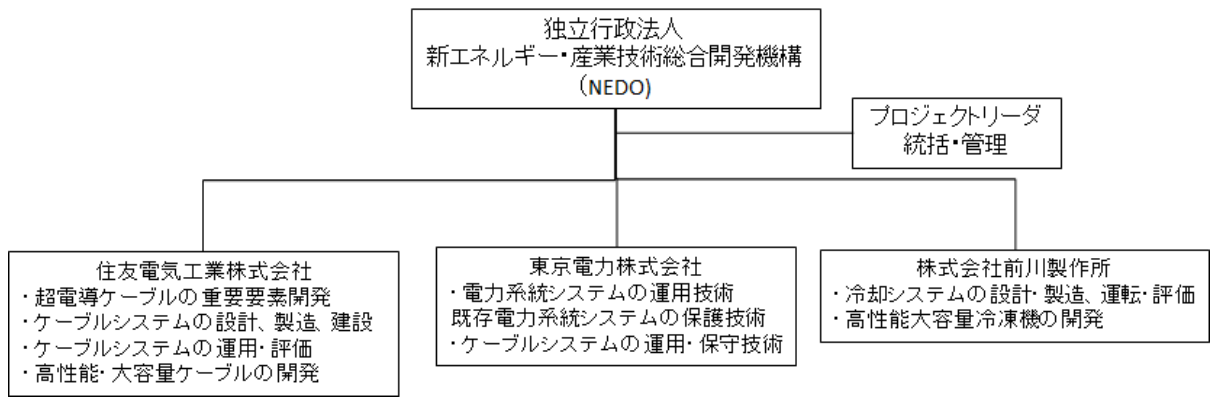 独立行政法人
新エネルギー・産業技術総合開発機構
（NEDO)
プロジェクトリーダ
統括・管理
住友電気工業株式会社
・超電導ケーブルの重要要素開発
・ケーブルシステムの設計、製造、建設
・ケーブルシステムの運用・評価
・高性能・大容量ケーブルの開発
東京電力株式会社
・電力系統システムの運用技術
既存電力系統システムの保護技術
・ケーブルシステムの運用・保守技術
株式会社前川製作所
・冷却システムの設計・製造、運転・評価
・高性能大容量冷凍機の開発